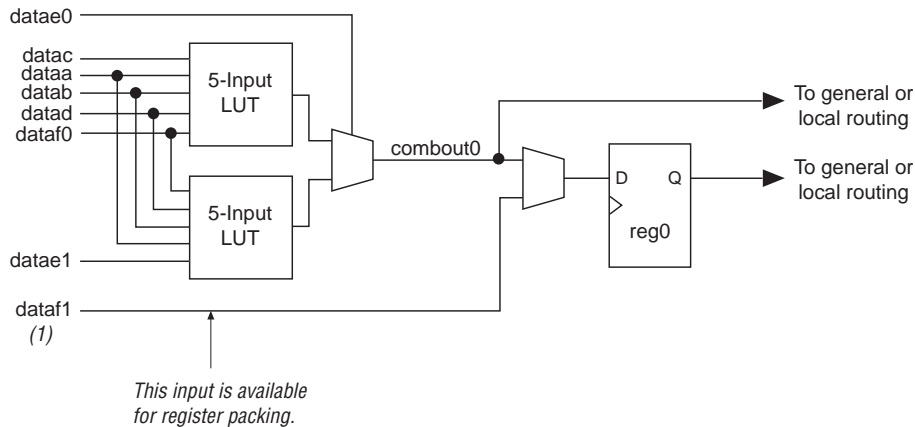 datae0
datac
dataa
datab
datad
dataf0
5-Input
LUT
5-Input
LUT
combout0
To general or
local routing
D Q
reg0
To general or
local routing
datae1
dataf1
(1)
This input is available
for register packing.